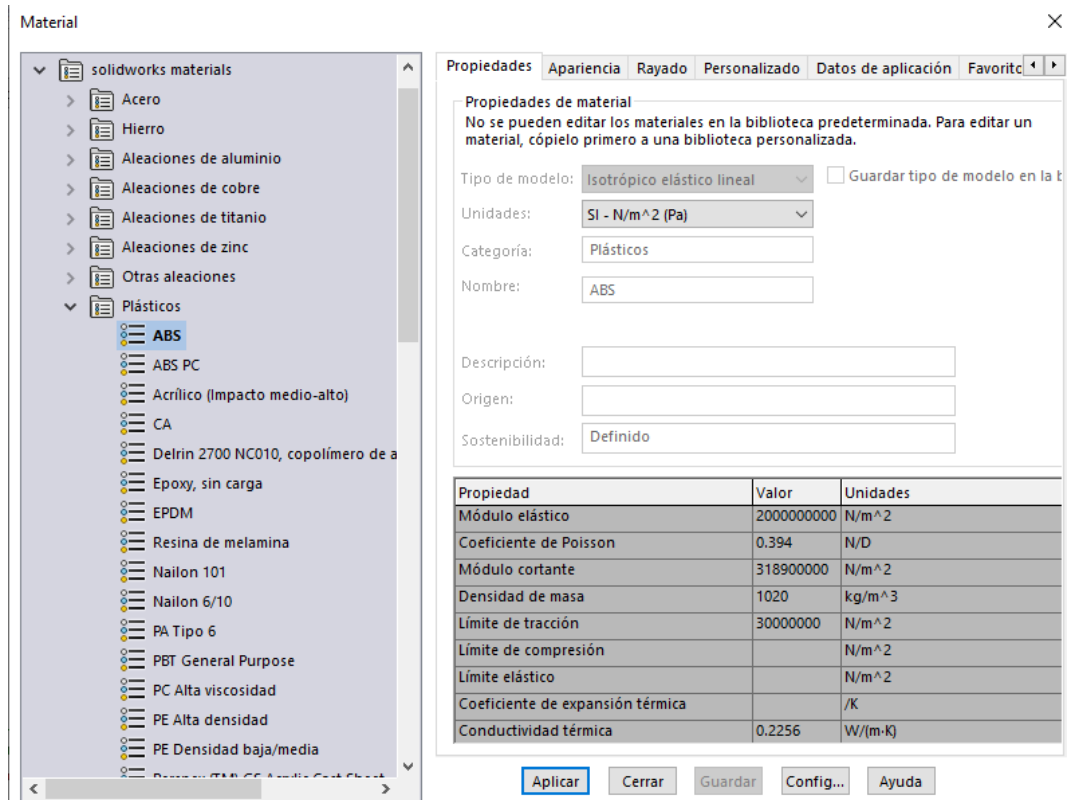 Material
solidworks materials
Acero
Hierro
Aleaciones de aluminio
Aleaciones de cobre
Aleaciones de titanio
Aleaciones de zinc
Otras aleaciones
Plásticos
ABS
ABS PC
Acrílico (Impacto medio-alto)
CA
Delrin 2700 NC010, copolímero de a
Epoxy, sin carga
EPDM
Resina de melamina
Nailon 101
Nailon 6/10
PA Tipo 6
PBT General Purpose
PC Alta viscosidad
PE Alta densidad
PE Densidad baja/media
Propiedades Apariencia Rayado Personalizado Datos de aplicación Favorito
Propiedades de material
No se pueden editar los materiales en la biblioteca predeterminada. Para editar un
material, cópielo primero a una biblioteca personalizada.
Tipo de modelo: Isotrópico elástico lineal Guardar tipo de modelo en la b
Unidades: SI - N/m^2 (Pa)
Categoría: Plásticos
Nombre: ABS
Descripción:
Origen:
Sostenibilidad: Definido
Propiedad Valor Unidades
Módulo elástico 2000000000 N/m^2
Coeficiente de Poisson 0.394 N/D
Módulo cortante 318900000 N/m^2
Densidad de masa 1020 kg/m^3
Límite de tracción 30000000 N/m^2
Límite de compresión N/m^2
Límite elástico N/m^2
Coeficiente de expansión térmica /K
Conductividad térmica 0.2256 W/(m·K)
Aplicar Cerrar Guardar Config... Ayuda